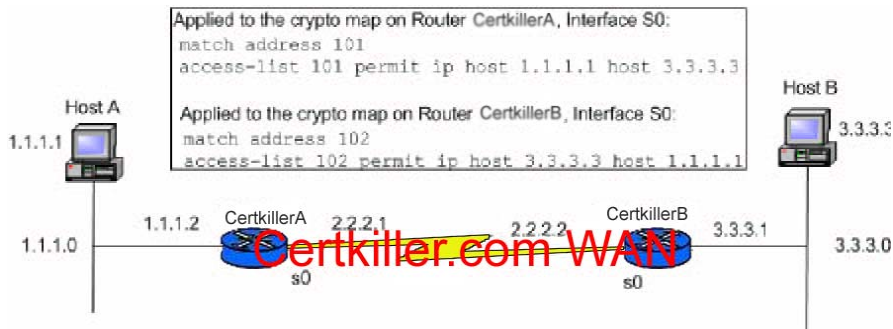 Applied to the crypto map on Router CertkillerA, Interface S0:
match address 101
access-list 101 permit ip host 1.1.1.1 host 3.3.3.3
Applied to the crypto map on Router CertkillerB, Interface S0:
match address 102
access-list 102 permit ip host 3.3.3.3 host 1.1.1.1
Host A
Host B
1.1.1.1
3.3.3.3
1.1.1.2
CertkillerA
2.2.2.1
2.2.2.2
CertkillerB
3.3.3.1
1.1.1.0
Certkiller.com WAN
3.3.3.0
s0
s0